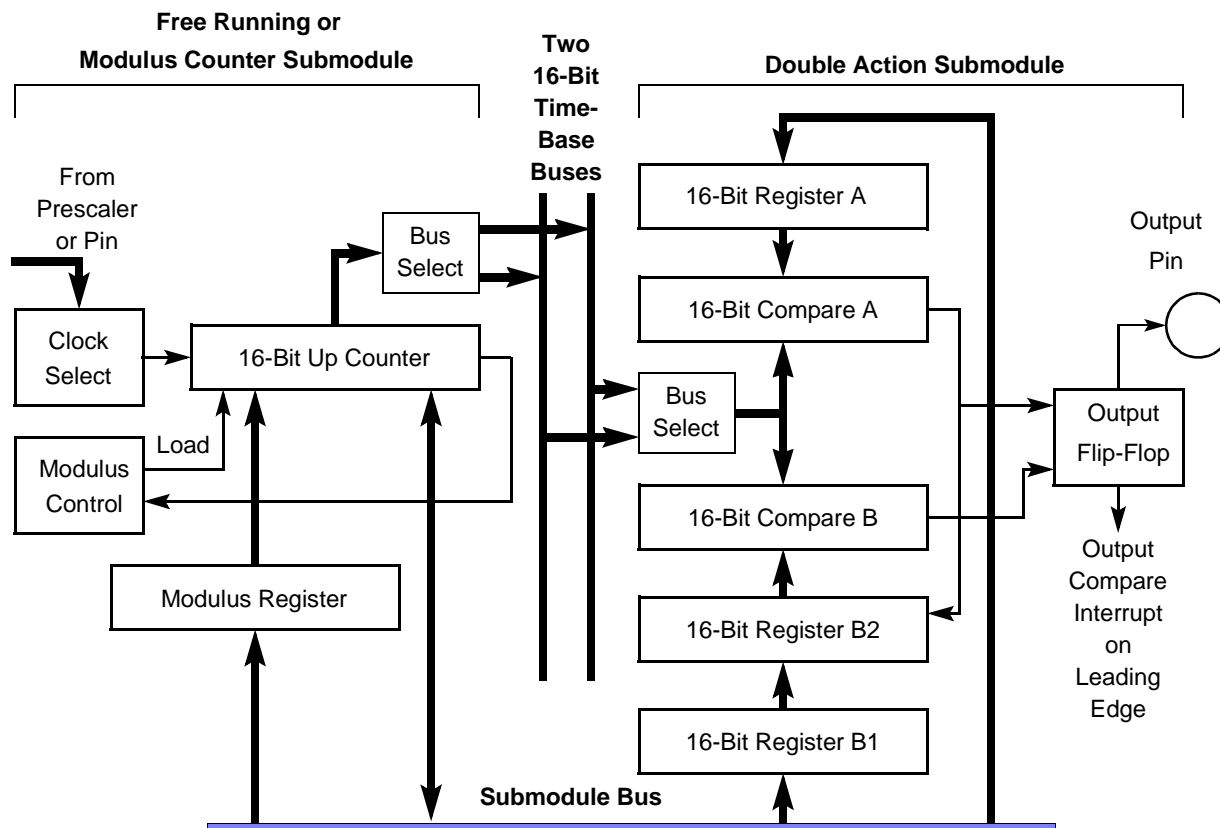 Free Running or
Modulus Counter Submodule
Two
16-Bit
Time-
Base
Buses
Double Action Submodule
From
Prescaler
or Pin
Bus
Select
Clock
Select
16-Bit Up Counter
Load
Modulus
Control
Modulus Register
16-Bit Register A
16-Bit Compare A
Bus
Select
16-Bit Compare B
16-Bit Register B2
16-Bit Register B1
Output
Pin
Output
Flip-Flop
Output
Compare
Interrupt
on
Leading
Edge
Submodule Bus